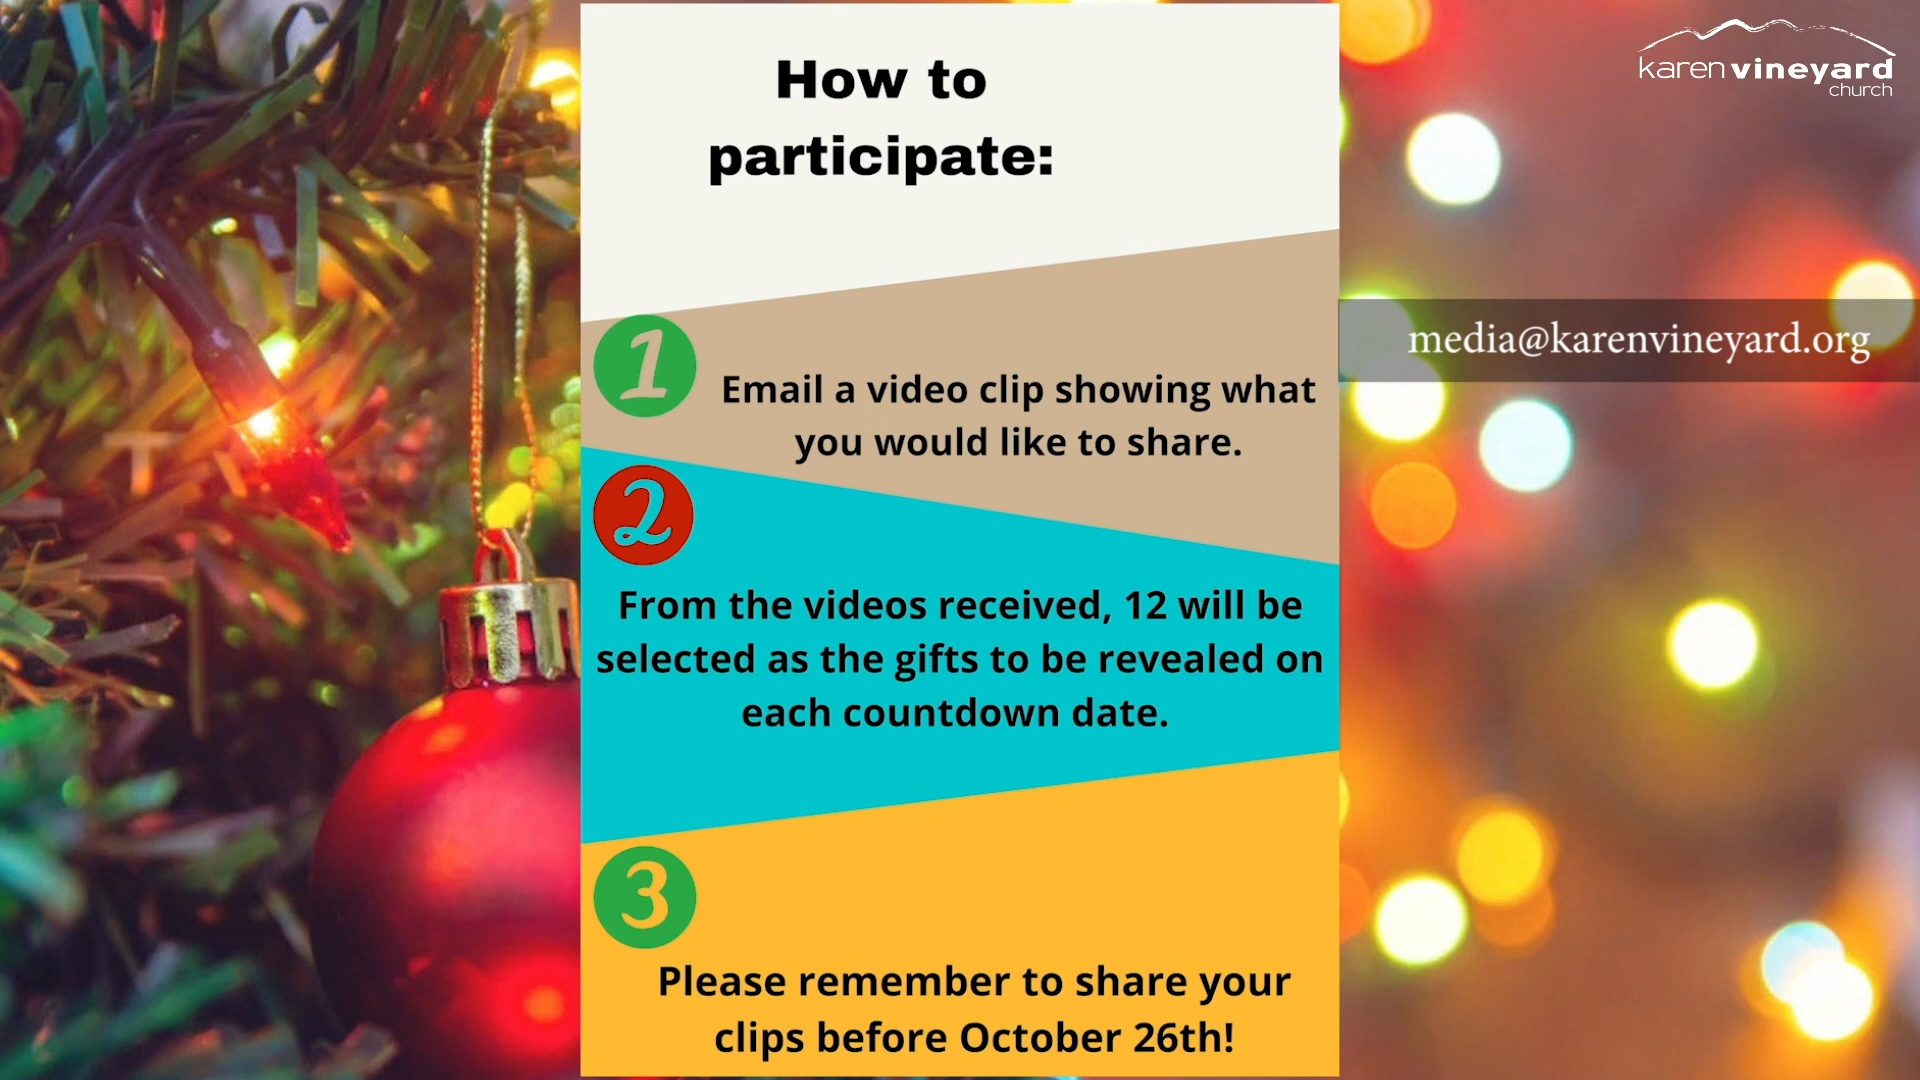 How to
participate:
1
Email a video clip showing what
you would like to share.
2
From the videos received, 12 will be
selected as the gifts to be revealed on
each countdown date.
3
Please remember to share your
clips before October 26th!
karen vineyard
church
media@karenvineyard.org